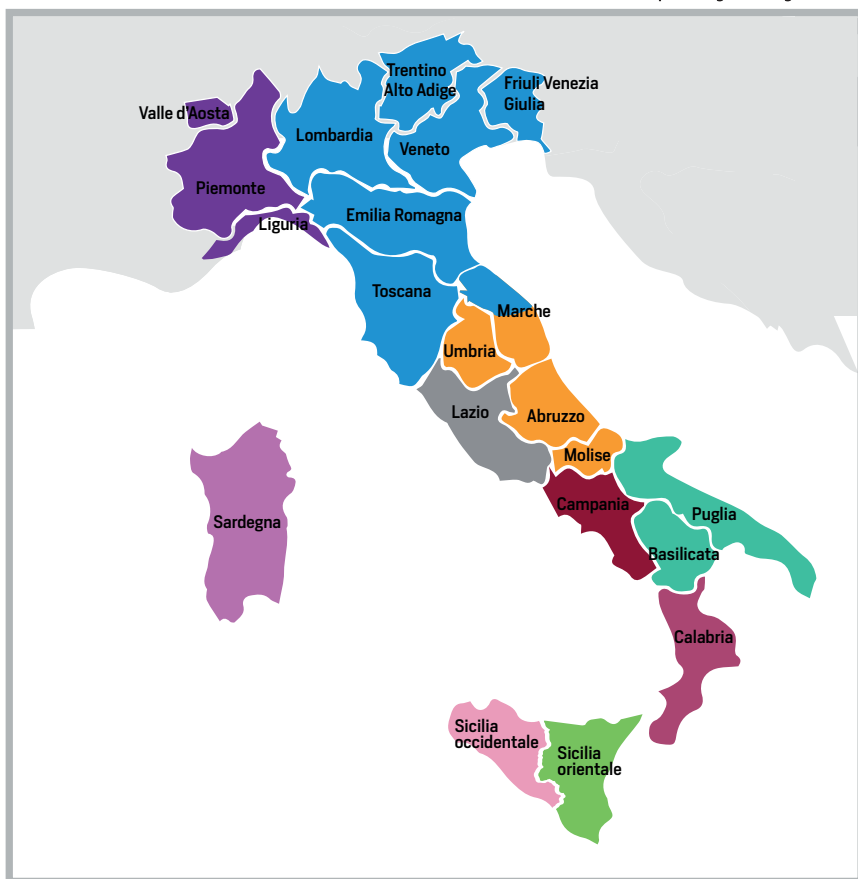 Trentino
Alto Adige
Friuli Venezia
Giulia
Valle d'Aosta
Lombardia
Veneto
Piemonte
Emilia Romagna
Liguria
Toscana
Marche
Umbria
Lazio
Abruzzo
Molise
Campania
Puglia
Sardegna
Basilicata
Calabria
Sicilia
occidentale
Sicilia
orientale